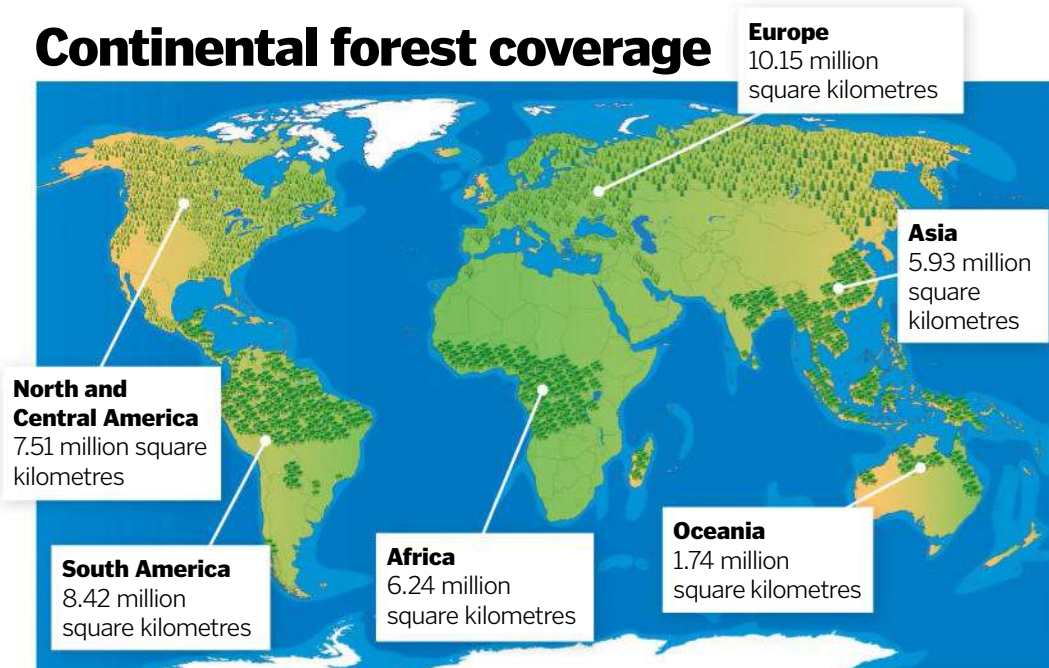 Continental forest coverage
Europe
10.15 million
square kilometres
Asia
5.93 million
square
kilometres
North and
Central America
7.51 million square
kilometres
South America
8.42 million
square kilometres
Africa
6.24 million
square kilometres
Oceania
1.74 million
square kilometres